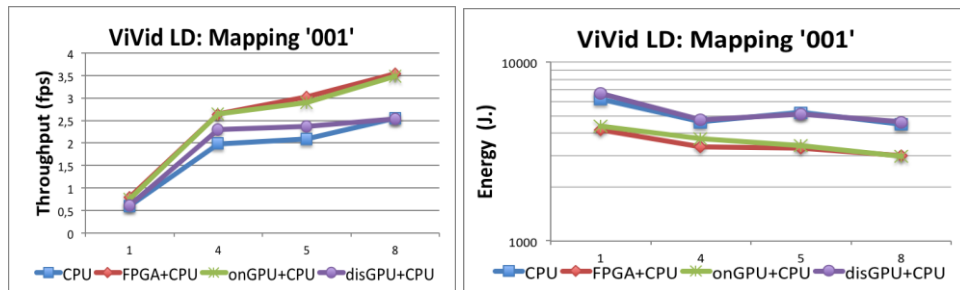 ViVid LD: Mapping '001'
Throughput (fps)
4
3,5
3
2,5
2
1,5
1
0,5
0
1 4 5 8
CPU FPGA+CPU onGPU+CPU disGPU+CPU
ViVid LD: Mapping '001'
Energy (J.)
10000
1000
1 4 5 8
CPU FPGA+CPU onGPU+CPU disGPU+CPU